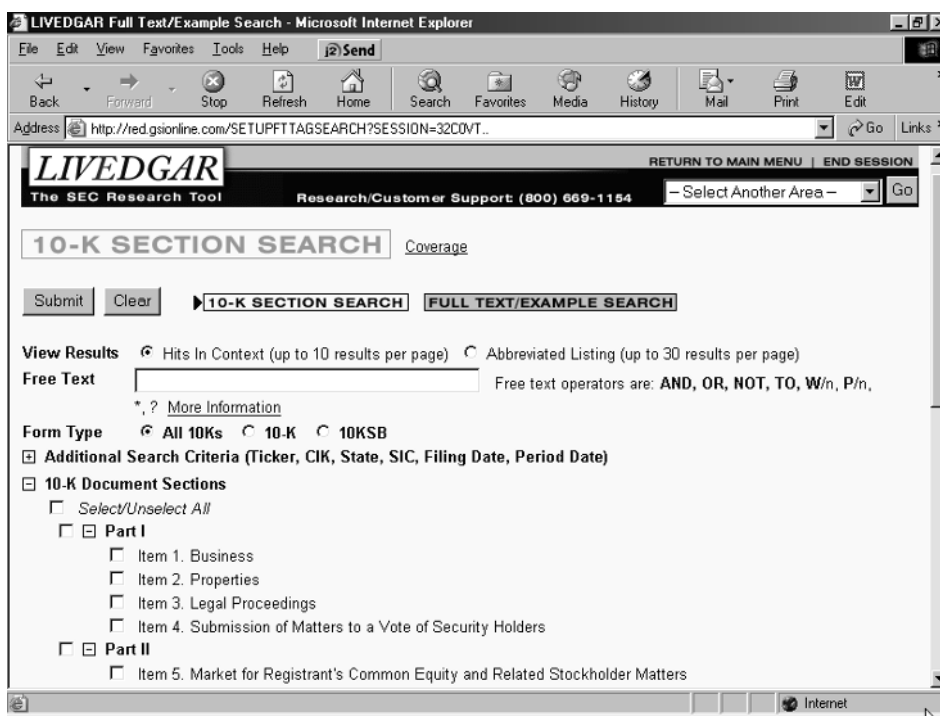 LIVEDGAR Full Text/Example Search - Microsoft Internet Explorer
File Edit View Favorites Tools Help j2 Send
Back Forward Stop Refresh Home Search Favorites Media History Mail Print Edit
Address http://red.gsionline.com/SETUPFTTAGSEARCH?SESSION=32C0VT.. Go Links
RETURN TO MAIN MENU | END SESSION
LIVEDGAR
The SEC Research Tool Research/Customer Support: (800) 669-1154 – Select Another Area – Go
10-K SECTION SEARCH Coverage
Submit Clear 10-K SECTION SEARCH FULL TEXT/EXAMPLE SEARCH
View Results Hits In Context (up to 10 results per page) Abbreviated Listing (up to 30 results per page)
Free Text Free text operators are: AND, OR, NOT, TO, W/n, P/n,
*, ? More Information
Form Type All 10Ks 10-K 10KSB
Additional Search Criteria (Ticker, CIK, State, SIC, Filing Date, Period Date)
10-K Document Sections
Select/Unselect All
Part I
Item 1. Business
Item 2. Properties
Item 3. Legal Proceedings
Item 4. Submission of Matters to a Vote of Security Holders
Part II
Item 5. Market for Registrant's Common Equity and Related Stockholder Matters
Internet